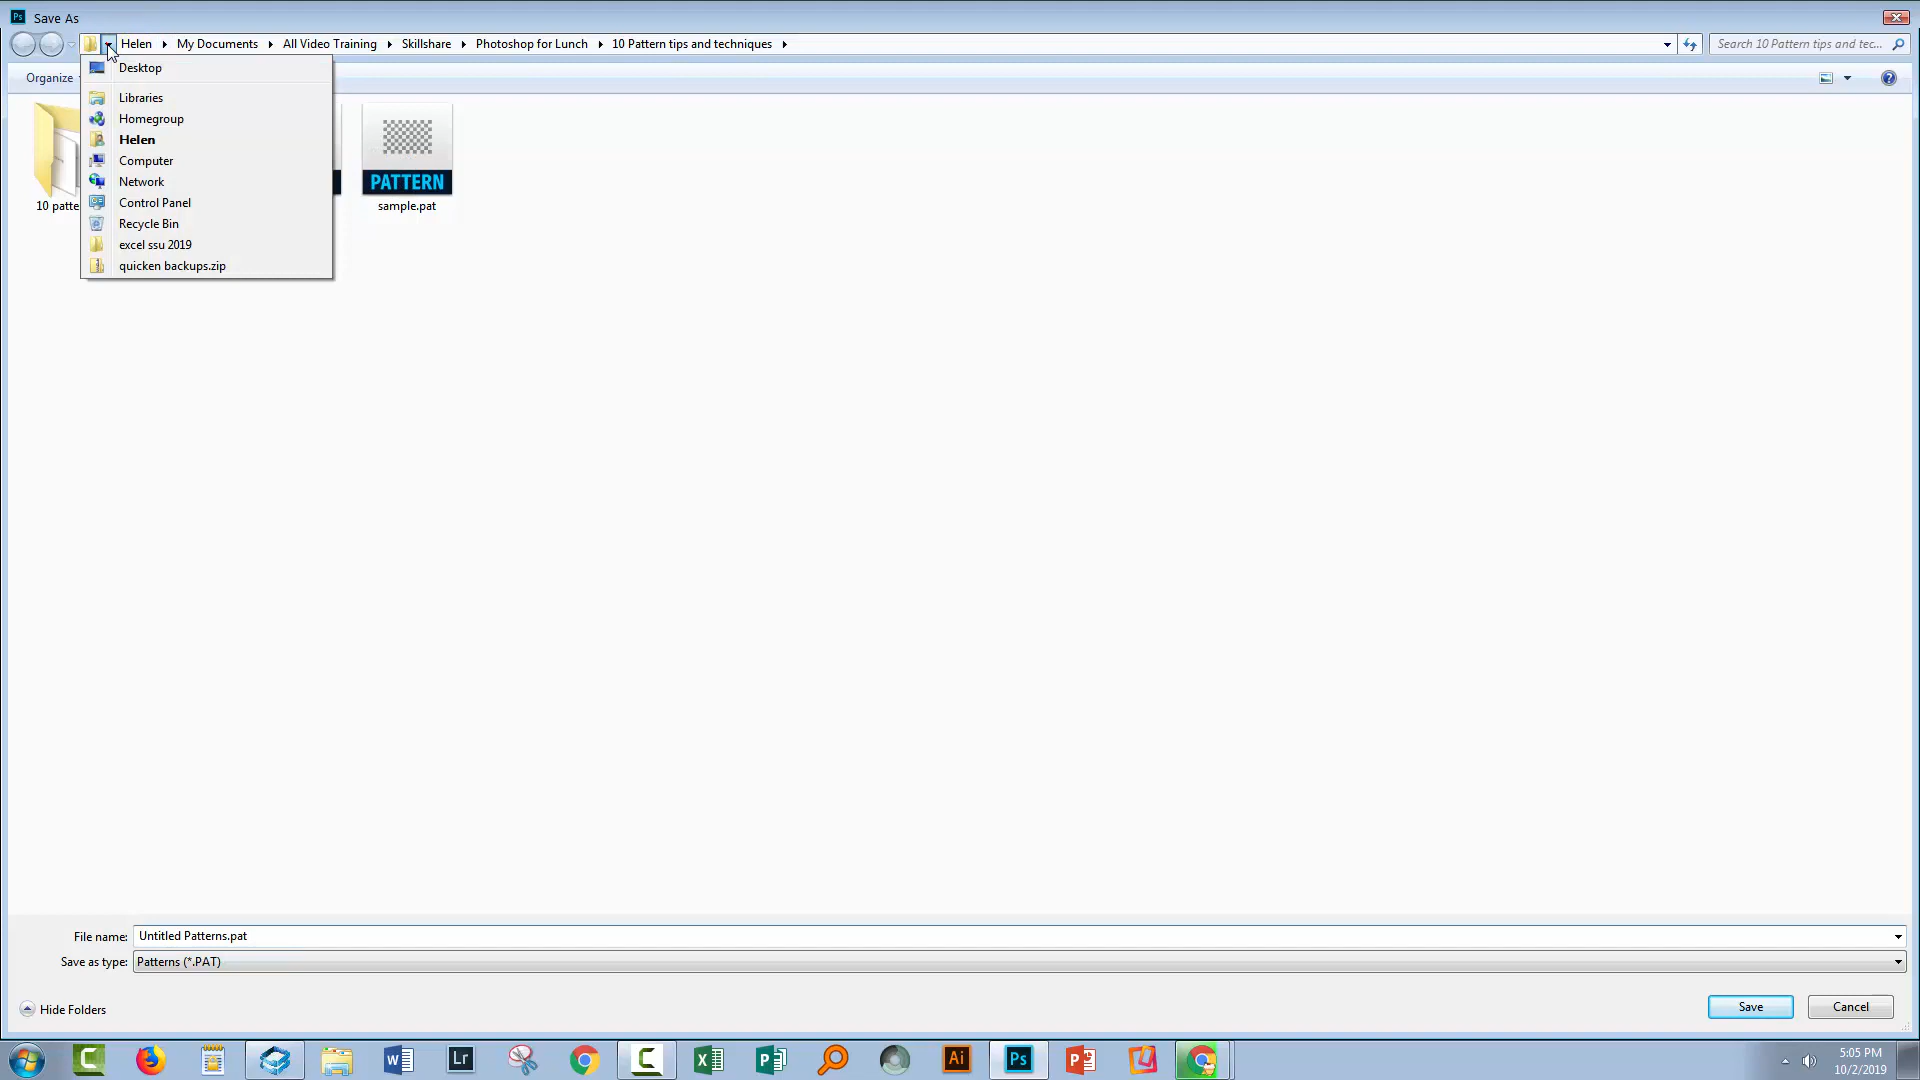 Ps Save As
Helen My Documents All Video Training Skillshare Photoshop for Lunch 10 Pattern tips and techniques
Search 10 Pattern tips and tec...
Organize
Desktop
Libraries
Homegroup
Helen
Computer
Network
Control Panel
Recycle Bin
excel ssu 2019
quicken backups.zip
10 patte
PATTERN
sample.pat
File name: Untitled Patterns.pat
Save as type: Patterns (*.PAT)
Hide Folders
Save Cancel
Lr Ai Ps
5:05 PM
10/2/2019